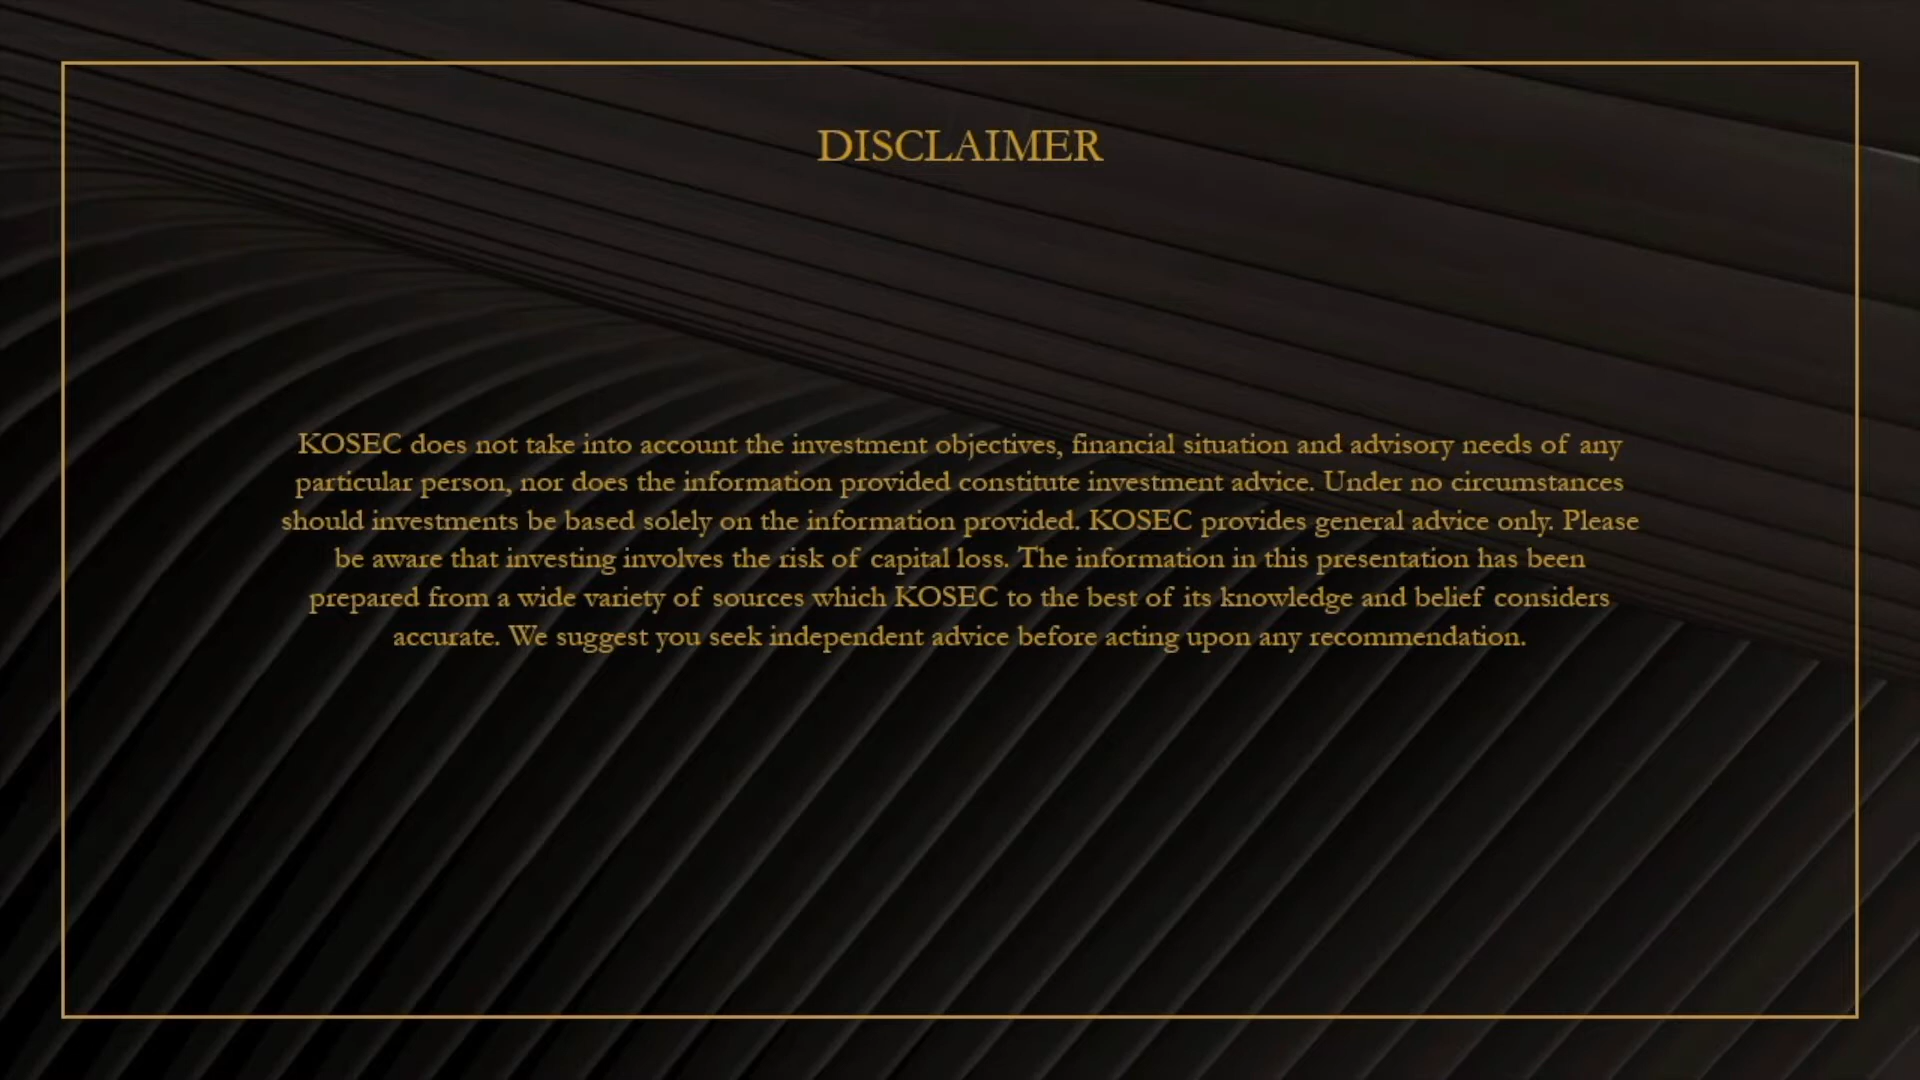 DISCLAIMER
KOSEC does not take into account the investment objectives, financial situation and advisory needs of any
particular person, nor does the information provided constitute investment advice. Under no circumstances
should investments be based solely on the information provided. KOSEC provides general advice only. Please
be aware that investing involves the risk of capital loss. The information in this presentation has been
prepared from a wide variety of sources which KOSEC to the best of its knowledge and belief considers
accurate. We suggest you seek independent advice before acting upon any recommendation.